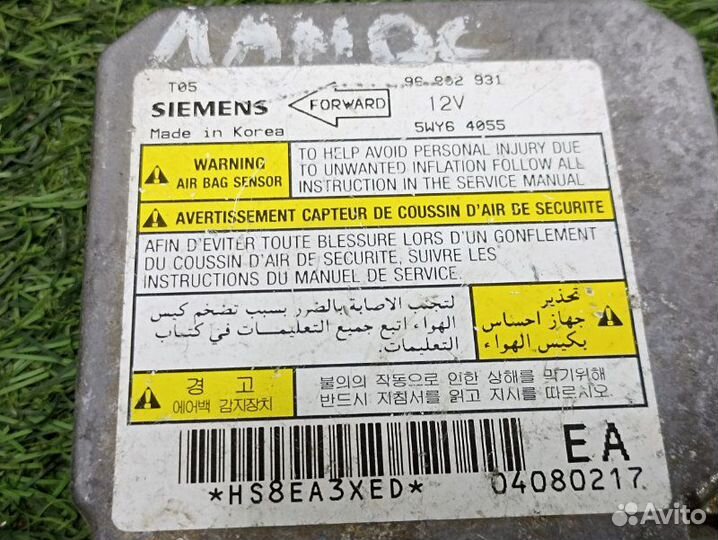 ЛАНОС
T05
96 202 931
SIEMENS
FORWARD
12V
Made in Korea
5WY6 4055
WARNING
AIR BAG SENSOR
TO HELP AVOID PERSONAL INJURY DUE
TO UNWANTED INFLATION FOLLOW ALL
INSTRUCTION IN THE SERVICE MANUAL
AVERTISSEMENT CAPTEUR DE COUSSIN D'AIR DE SECURITE
AFIN D'EVITER TOUTE BLESSURE LORS D'UN GONFLEMENT
DU COUSSIN D'AIR DE SECURITE, SUIVRE LES
INSTRUCTIONS DU MANUEL DE SERVICE.
تحذير
جهاز احساس
بكيس الهواء
لتجنب الاصابة بالضرر بسبب تضخم كيس
الهواء اتبع جميع التعليمات في كتاب
التعليمات.
경 고
에어백 감지장치
불의의 작동으로 인한 상해를 막기위해
반드시 지침서를 읽고 지시를 따르시오
*HS8EA3XED*
EA
04080217
Avito